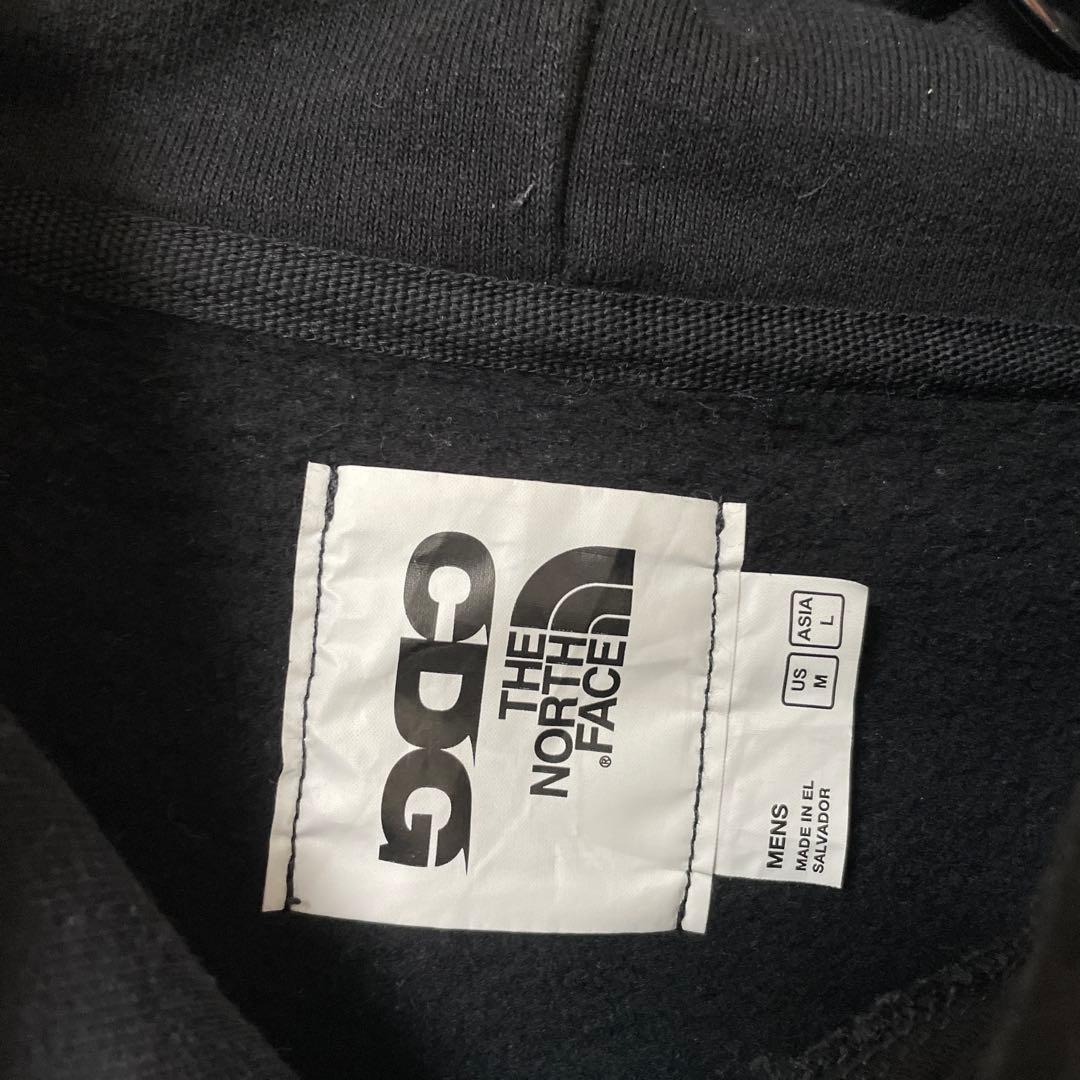 CDG
THE
NORTH
FACE®
US
M
ASIA
L
MENS
MADE IN EL
SALVADOR